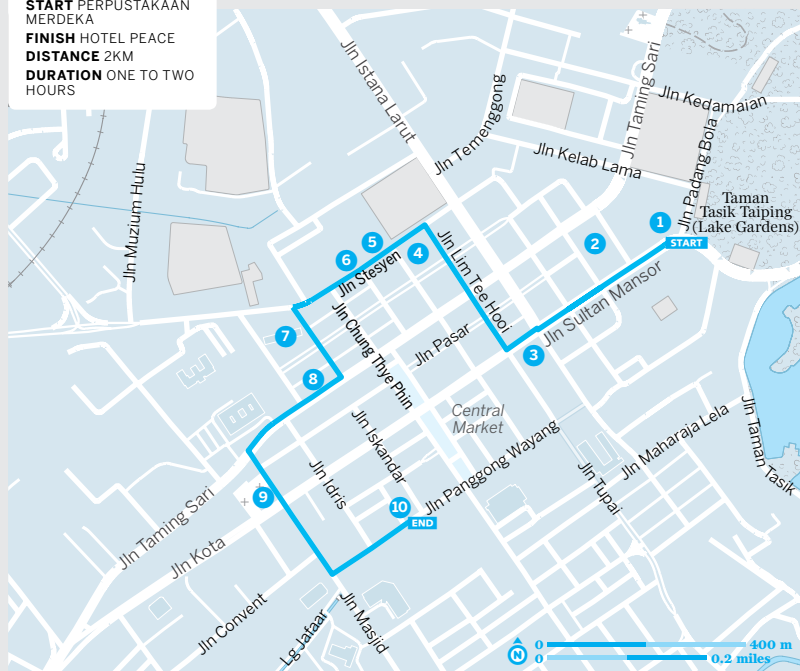 START PERPUSTAKAAN
MERDEKA
FINISH HOTEL PEACE
DISTANCE 2KM
DURATION ONE TO TWO
HOURS
Jln Istana Larut
Jln Temenggong
Jln Taming Sari
Jln Kedamaian
Jln Kelab Lama
Jln Padang Bola
Jln Muzium Hulu
Taman
Tasik Taiping
(Lake Gardens)
1
START
2
5
6
4
Jln Stesyen
Jln Lim Tee Hooi
Jln Sultan Mansor
3
7
Jln Chung Thye Phin
Jln Pasar
8
Central
Market
Jln Iskandar
Jln Panggong Wayang
Jln Maharaja Lela
Jln Taman Tasik
Jln Idris
Jln Tupai
9
10
END
Jln Taming Sari
Jln Kota
Jln Convent
Lg Jafaar
Jln Masjid
N
0 400 m
0 0.2 miles